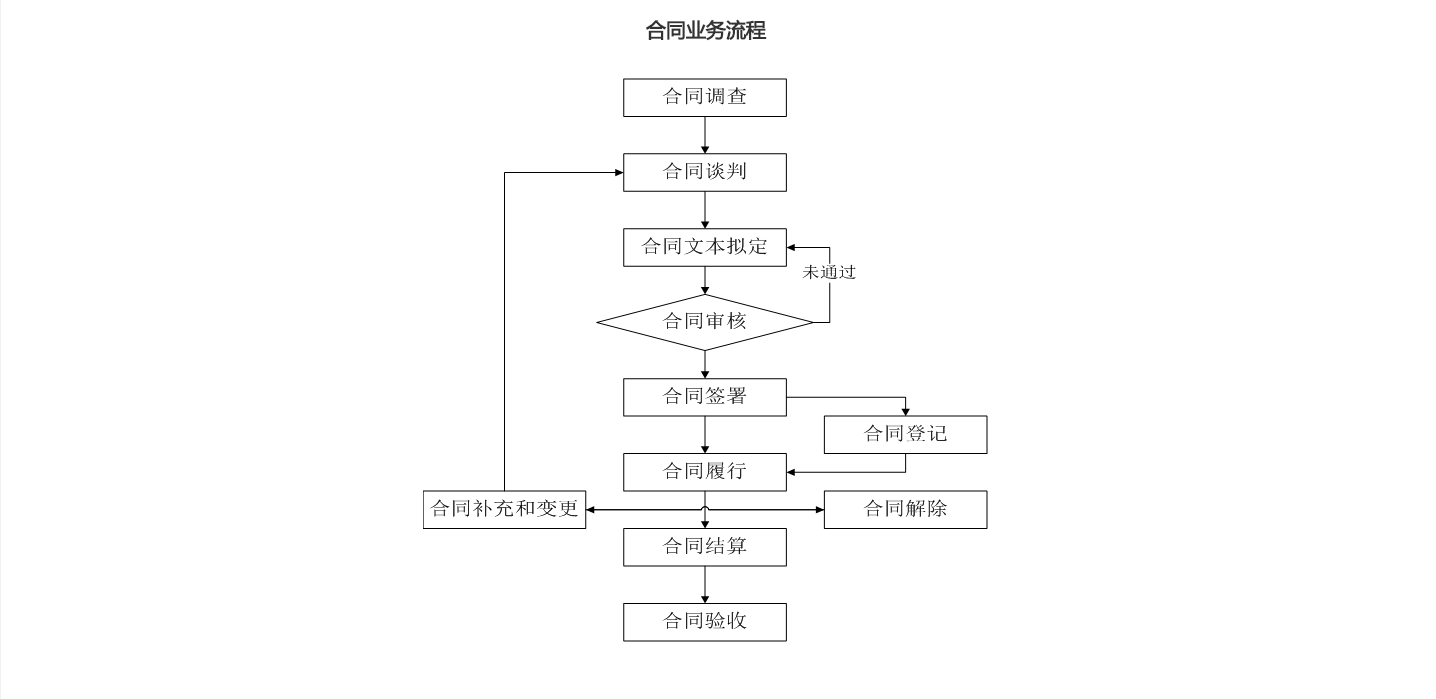 合同业务流程
合同调查
合同谈判
合同文本拟定
未通过
合同审核
合同签署
合同登记
合同履行
合同补充和变更
合同解除
合同结算
合同验收